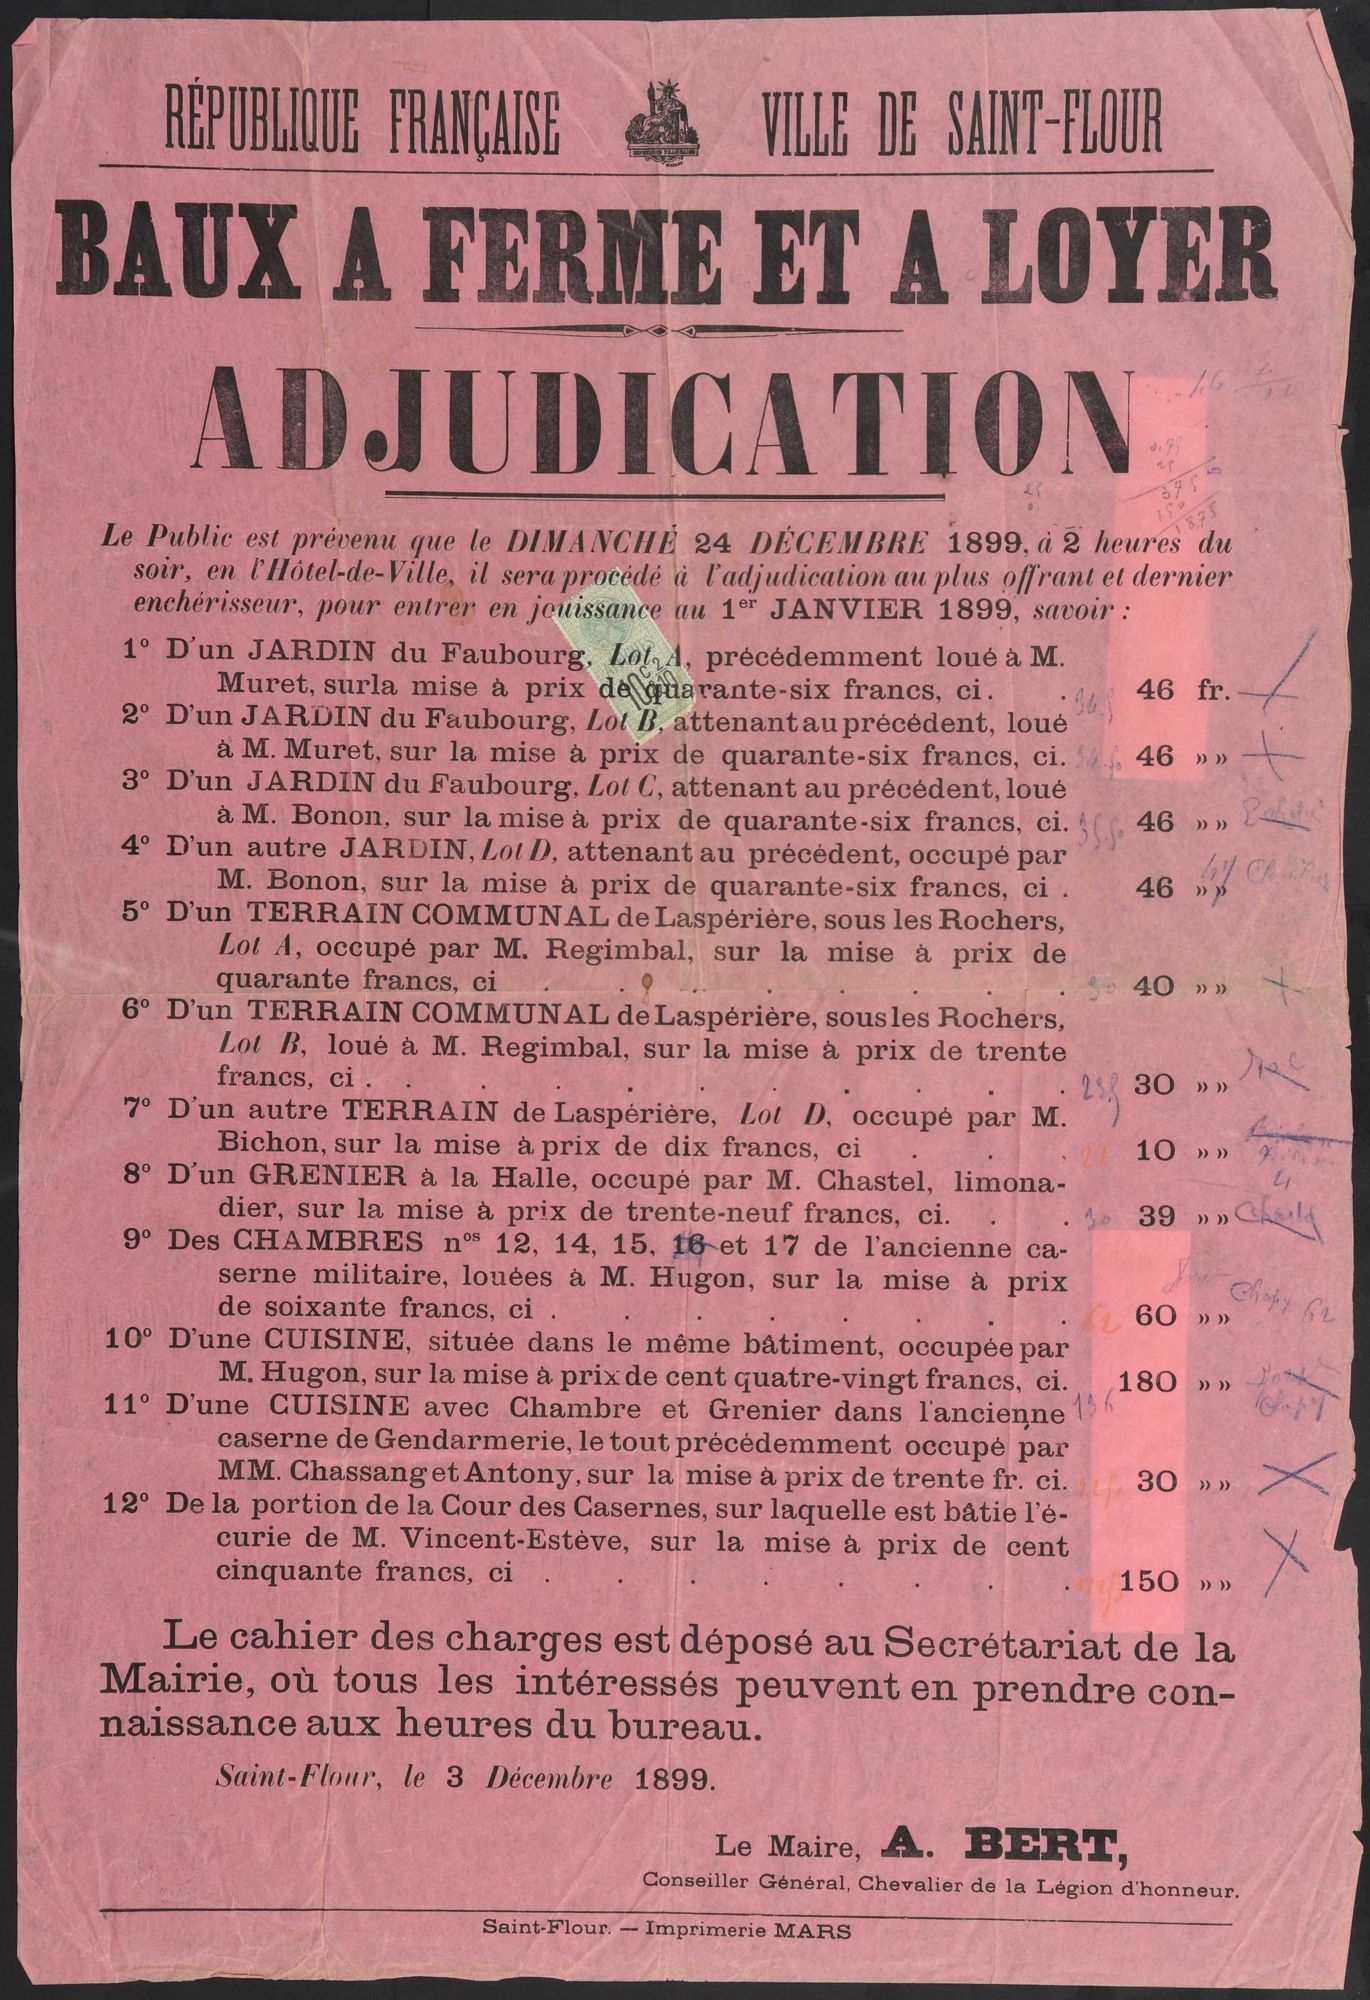 RÉPUBLIQUE FRANÇAISE VILLE DE SAINT-FLOUR
BAUX A FERME ET A LOYER
ADJUDICATION
46
0.75
25
375
150
1875
Le Public est prévenu que le DIMANCHE 24 DÉCEMBRE 1899, à 2 heures du
soir, en l'Hôtel-de-Ville, il sera procédé à l'adjudication au plus offrant et dernier
enchérisseur, pour entrer en jouissance au 1er JANVIER 1899, savoir :
1° D'un JARDIN du Faubourg, Lot A, précédemment loué à M.
Muret, sur la mise à prix de quarante-six francs, ci. . 46 fr.
2° D'un JARDIN du Faubourg, Lot B, attenant au précédent, loué
à M. Muret, sur la mise à prix de quarante-six francs, ci. 46 »»
3° D'un JARDIN du Faubourg, Lot C, attenant au précédent, loué
à M. Bonon, sur la mise à prix de quarante-six francs, ci. 46 »»
4° D'un autre JARDIN, Lot D, attenant au précédent, occupé par
M. Bonon, sur la mise à prix de quarante-six francs, ci . 46 »»
5° D'un TERRAIN COMMUNAL de Laspérière, sous les Rochers,
Lot A, occupé par M. Regimbal, sur la mise à prix de
quarante francs, ci . . . . . . . . 30 40 »»
6° D'un TERRAIN COMMUNAL de Laspérière, sous les Rochers,
Lot B, loué à M. Regimbal, sur la mise à prix de trente
francs, ci . . . . . . . . . . 30 »»
7° D'un autre TERRAIN de Laspérière, Lot D, occupé par M.
Bichon, sur la mise à prix de dix francs, ci . . . 21 10 »»
8° D'un GRENIER à la Halle, occupé par M. Chastel, limona-
dier, sur la mise à prix de trente-neuf francs, ci. . . 30 39 »»
9° Des CHAMBRES nos 12, 14, 15, 16 et 17 de l'ancienne ca-
serne militaire, louées à M. Hugon, sur la mise à prix
de soixante francs, ci . . . . . . . . 62 60 »» Chapy 62
10° D'une CUISINE, située dans le même bâtiment, occupée par
M. Hugon, sur la mise à prix de cent quatre-vingt francs, ci. 180 »»
11° D'une CUISINE avec Chambre et Grenier dans l'ancienne 136
caserne de Gendarmerie, le tout précédemment occupé par
MM. Chassang et Antony, sur la mise à prix de trente fr. ci. 30 »»
12° De la portion de la Cour des Casernes, sur laquelle est bâtie l'é-
curie de M. Vincent-Estève, sur la mise à prix de cent
cinquante francs, ci . . . . . . . . 150 »»
Le cahier des charges est déposé au Secrétariat de la
Mairie, où tous les intéressés peuvent en prendre con-
naissance aux heures du bureau.
Saint-Flour, le 3 Décembre 1899.
Le Maire, A. BERT,
Conseiller Général, Chevalier de la Légion d'honneur.
Saint-Flour. — Imprimerie MARS